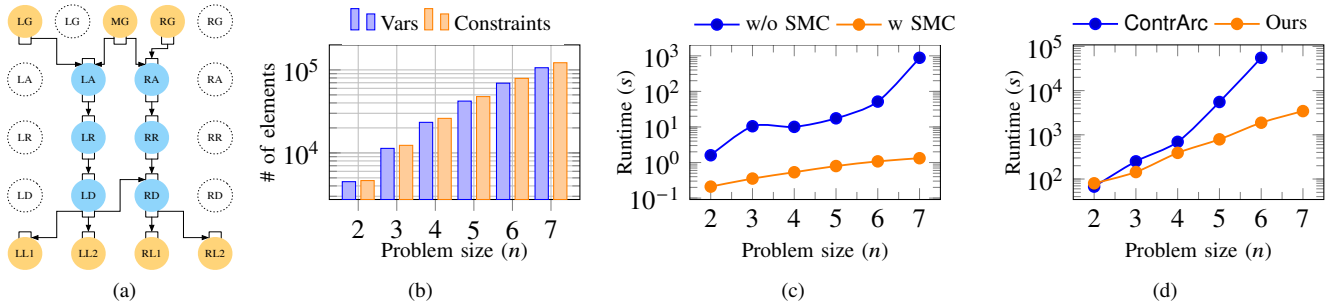 LG LG MG RG
LA LA RA RA
LR LR RR RR
LD LD RD RD
LL1 LL2 RL1 RL2
(a)
Vars Constraints
# of elements
10^5
10^4
2 3 4 5 6 7
Problem size (n)
(b)
w/o SMC w SMC
Runtime (s)
10^3
10^2
10^1
10^0
10^−1
2 3 4 5 6 7
Problem size (n)
(c)
ContrArc Ours
Runtime (s)
10^5
10^4
10^3
10^2
2 3 4 5 6 7
Problem size (n)
(d)